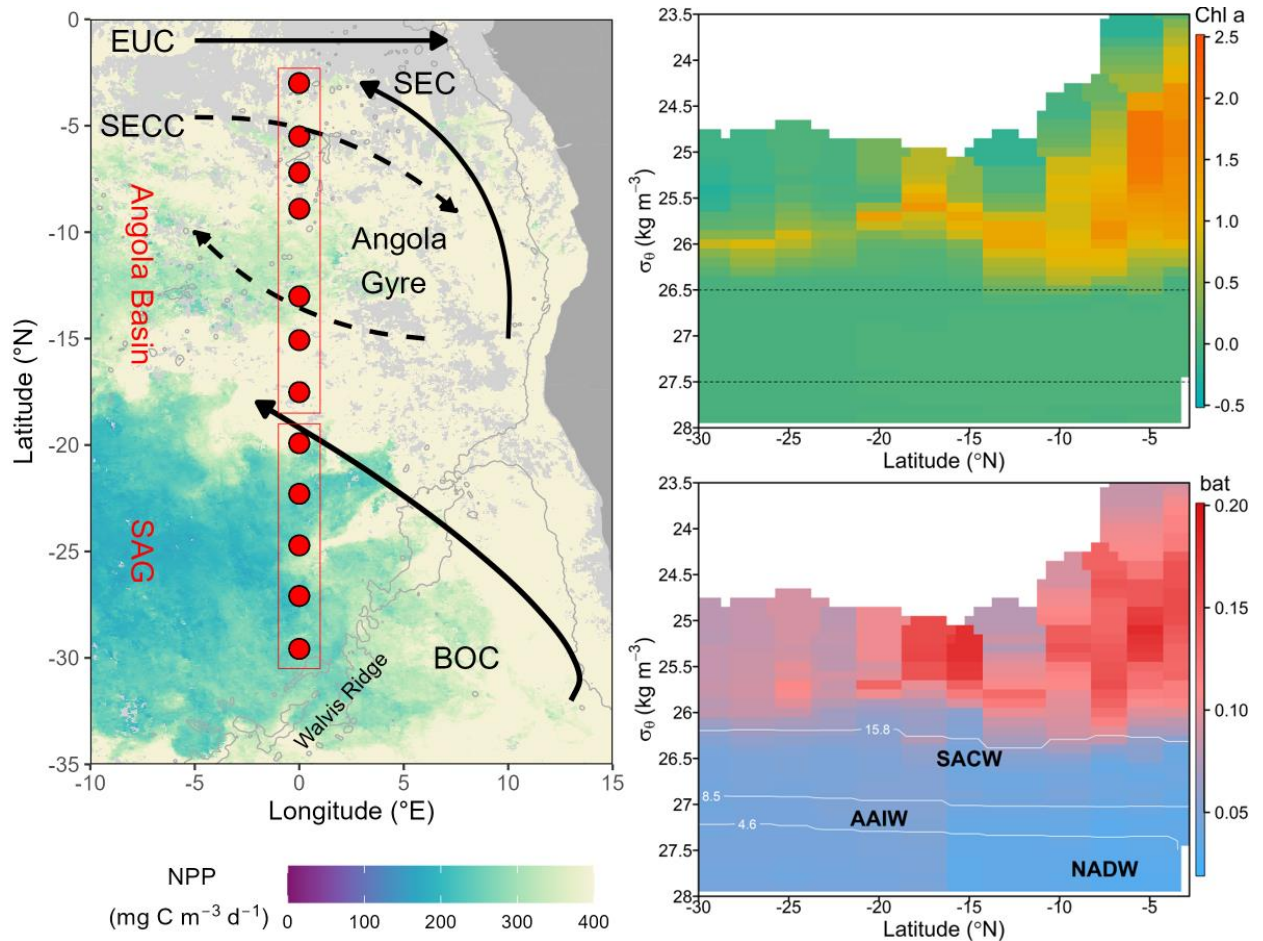 0
-5
-10
-15
-20
-25
-30
-35
Latitude (°N)
-10
-5
0
5
10
15
Longitude (°E)
EUC
SEC
SECC
Angola
Gyre
Angola Basin
SAG
BOC
Walvis Ridge
NPP
(mg C m⁻³ d⁻¹)
0
100
200
300
400
23.5
24
24.5
25
25.5
26
26.5
27
27.5
28
σθ (kg m⁻³)
-30
-25
-20
-15
-10
-5
Latitude (°N)
Chl a
2.5
2.0
1.5
1.0
0.5
0.0
-0.5
23.5
24
24.5
25
25.5
26
26.5
27
27.5
28
σθ (kg m⁻³)
15.8
SACW
8.5
AAIW
4.6
NADW
-30
-25
-20
-15
-10
-5
Latitude (°N)
bat
0.20
0.15
0.10
0.05